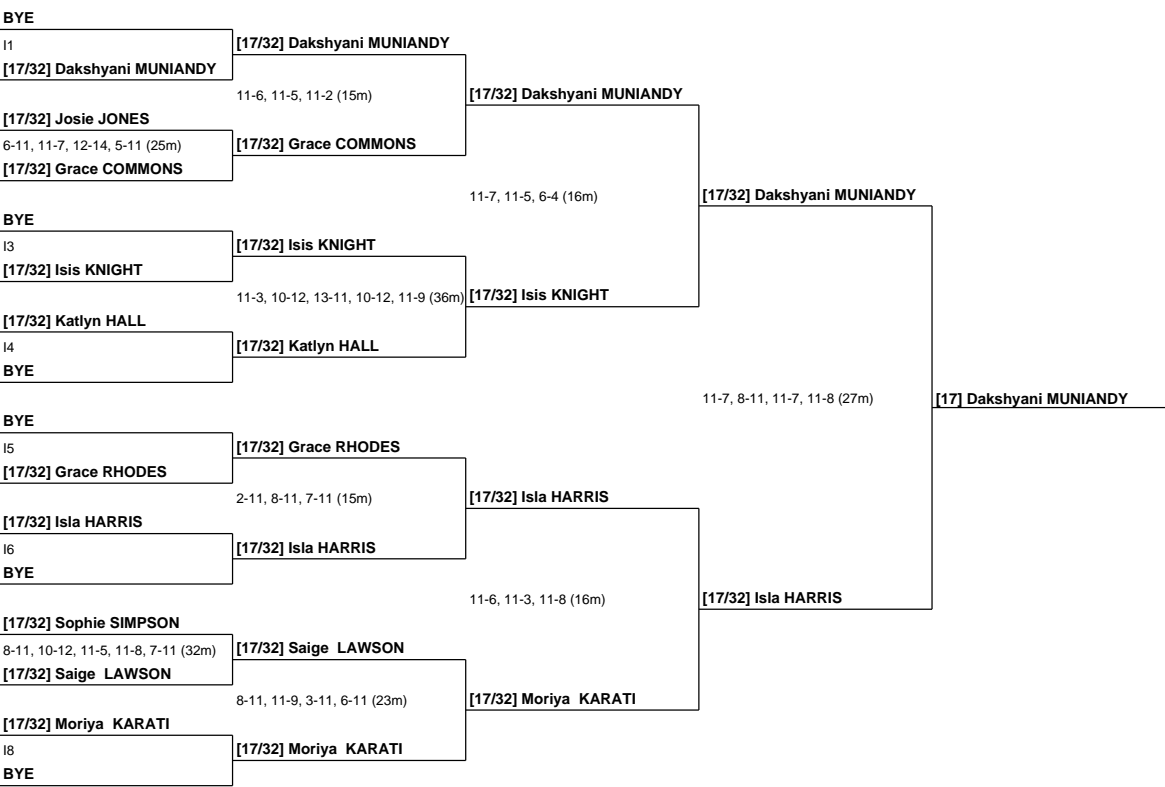 BYE
I1
[17/32] Dakshyani MUNIANDY
[17/32] Josie JONES
6-11, 11-7, 12-14, 5-11 (25m)
[17/32] Grace COMMONS
BYE
I3
[17/32] Isis KNIGHT
[17/32] Katlyn HALL
I4
BYE
BYE
I5
[17/32] Grace RHODES
[17/32] Isla HARRIS
I6
BYE
[17/32] Sophie SIMPSON
8-11, 10-12, 11-5, 11-8, 7-11 (32m)
[17/32] Saige LAWSON
[17/32] Moriya KARATI
I8
BYE
[17/32] Dakshyani MUNIANDY
11-6, 11-5, 11-2 (15m)
[17/32] Grace COMMONS
[17/32] Isis KNIGHT
11-3, 10-12, 13-11, 10-12, 11-9 (36m)
[17/32] Katlyn HALL
[17/32] Grace RHODES
2-11, 8-11, 7-11 (15m)
[17/32] Isla HARRIS
[17/32] Saige LAWSON
8-11, 11-9, 3-11, 6-11 (23m)
[17/32] Moriya KARATI
[17/32] Dakshyani MUNIANDY
11-7, 11-5, 6-4 (16m)
[17/32] Isis KNIGHT
[17/32] Isla HARRIS
11-6, 11-3, 11-8 (16m)
[17/32] Moriya KARATI
[17/32] Dakshyani MUNIANDY
11-7, 8-11, 11-7, 11-8 (27m)
[17/32] Isla HARRIS
[17] Dakshyani MUNIANDY